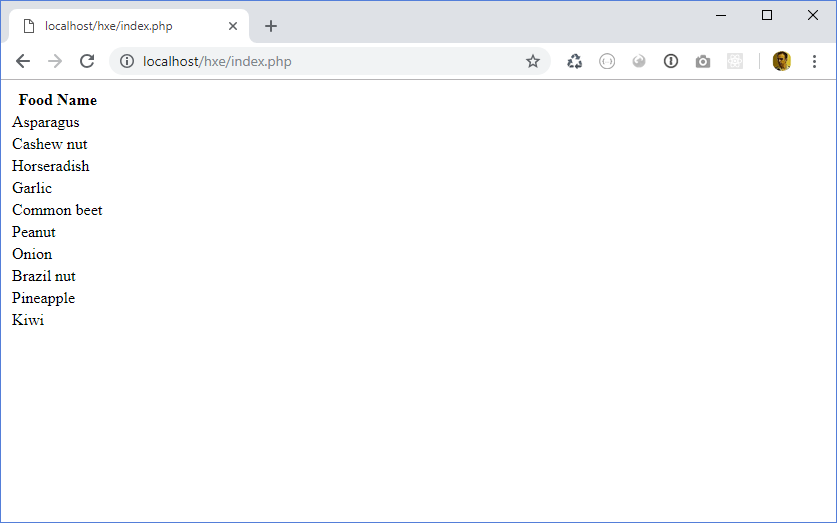 localhost/hxe/index.php
localhost/hxe/index.php
Food Name
Asparagus
Cashew nut
Horseradish
Garlic
Common beet
Peanut
Onion
Brazil nut
Pineapple
Kiwi